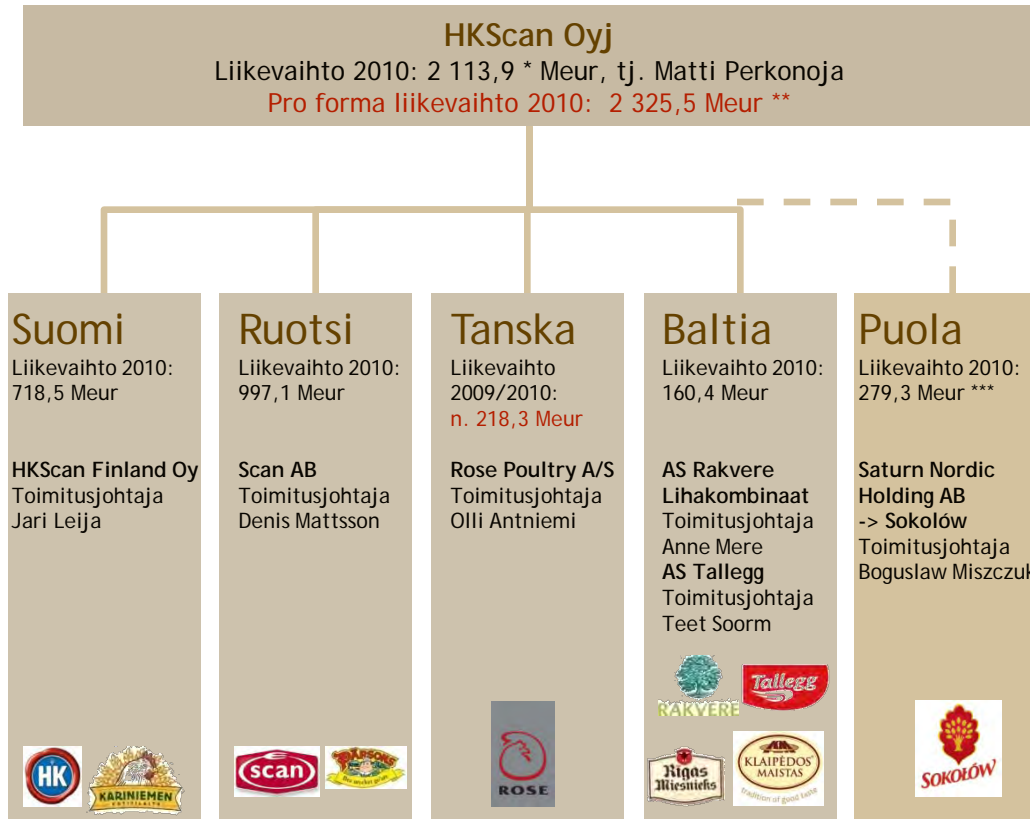 HKScan Oyj
Liikevaihto 2010: 2 113,9 * Meur, tj. Matti Perkonoja
Pro forma liikevaihto 2010: 2 325,5 Meur **
Suomi
Liikevaihto 2010:
718,5 Meur
HKScan Finland Oy
Toimitusjohtaja
Jari Leija
HK
KARINIEMEN
Ruotsi
Liikevaihto 2010:
997,1 Meur
Scan AB
Toimitusjohtaja
Denis Mattsson
scan
PÄRSONS
Tanska
Liikevaihto
2009/2010:
n. 218,3 Meur
Rose Poultry A/S
Toimitusjohtaja
Olli Antniemi
ROSE
Baltia
Liikevaihto 2010:
160,4 Meur
AS Rakvere
Lihakombinaat
Toimitusjohtaja
Anne Mere
AS Tallegg
Toimitusjohtaja
Teet Soorm
RAKVERE
Tallegg
Rigas
Miesnieks
KLAIPĖDOS
MAISTAS
tradition of good taste
Puola
Liikevaihto 2010:
279,3 Meur ***
Saturn Nordic
Holding AB
-> Sokolów
Toimitusjohtaja
Boguslaw Miszczuk
SOKOŁÓW